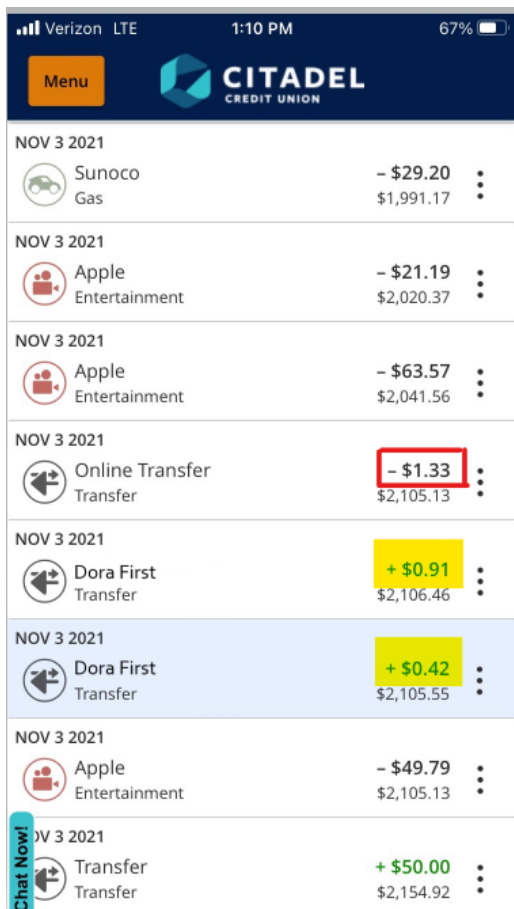 Verizon LTE 1:10 PM 67%
Menu
CITADEL
CREDIT UNION
NOV 3 2021
Sunoco – $29.20
Gas $1,991.17
NOV 3 2021
Apple – $21.19
Entertainment $2,020.37
NOV 3 2021
Apple – $63.57
Entertainment $2,041.56
NOV 3 2021
Online Transfer – $1.33
Transfer $2,105.13
NOV 3 2021
Dora First + $0.91
Transfer $2,106.46
NOV 3 2021
Dora First + $0.42
Transfer $2,105.55
NOV 3 2021
Apple – $49.79
Entertainment $2,105.13
OV 3 2021
Transfer + $50.00
Transfer $2,154.92
Chat Now!